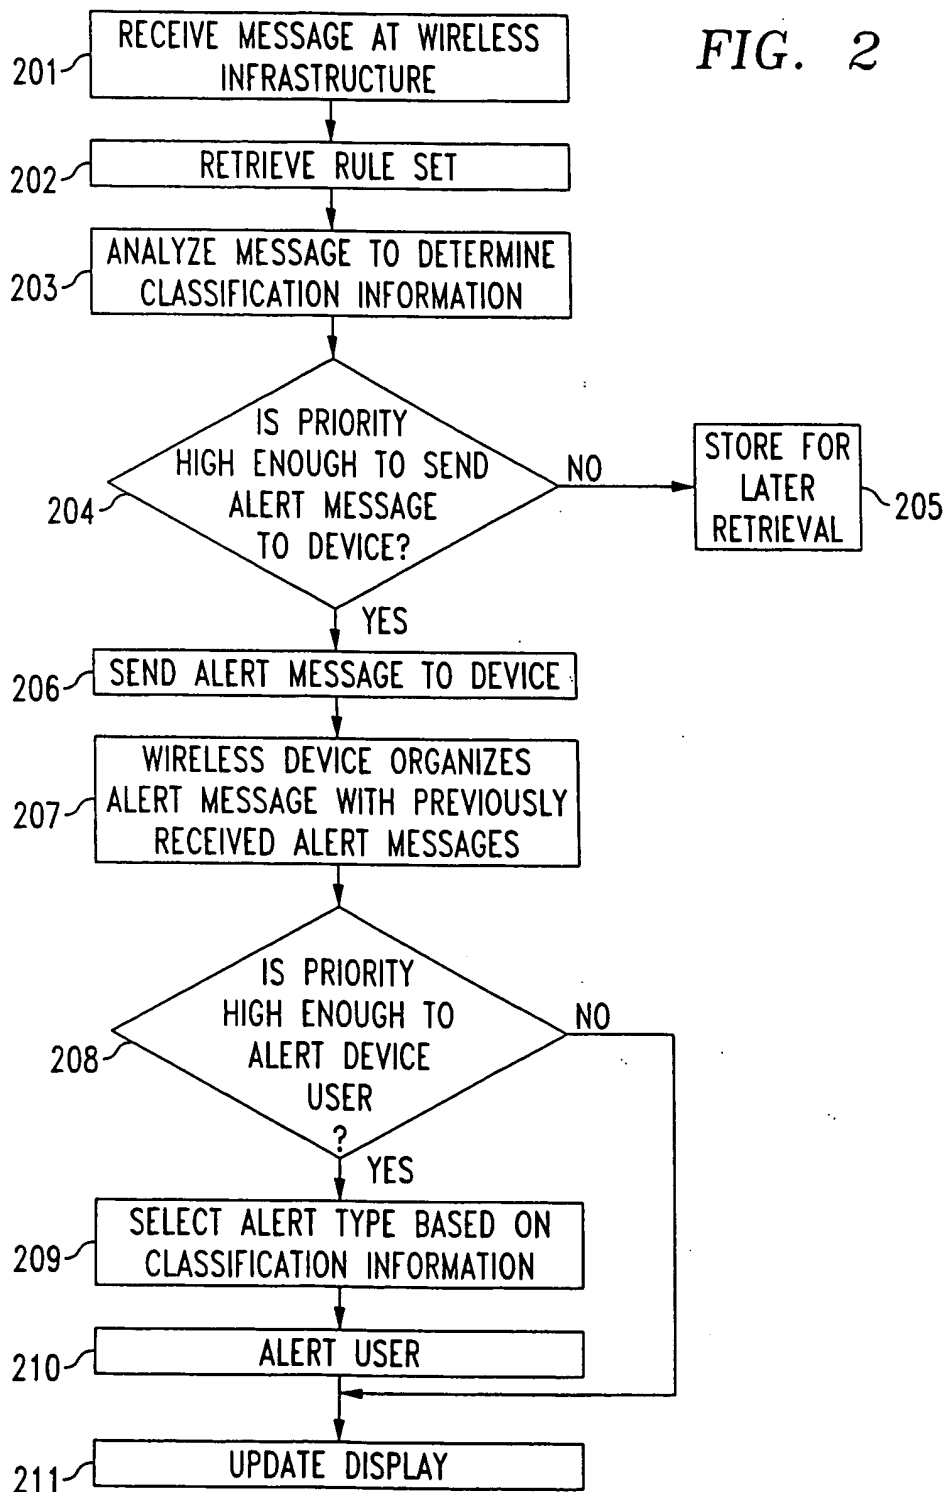 FIG. 2
RECEIVE MESSAGE AT WIRELESS
INFRASTRUCTURE
201
RETRIEVE RULE SET
202
ANALYZE MESSAGE TO DETERMINE
CLASSIFICATION INFORMATION
203
IS PRIORITY
HIGH ENOUGH TO SEND
ALERT MESSAGE
TO DEVICE?
204
NO
STORE FOR
LATER
RETRIEVAL
205
YES
SEND ALERT MESSAGE TO DEVICE
206
WIRELESS DEVICE ORGANIZES
ALERT MESSAGE WITH PREVIOUSLY
RECEIVED ALERT MESSAGES
207
IS PRIORITY
HIGH ENOUGH TO
ALERT DEVICE
USER
?
208
NO
YES
SELECT ALERT TYPE BASED ON
CLASSIFICATION INFORMATION
209
ALERT USER
210
UPDATE DISPLAY
211